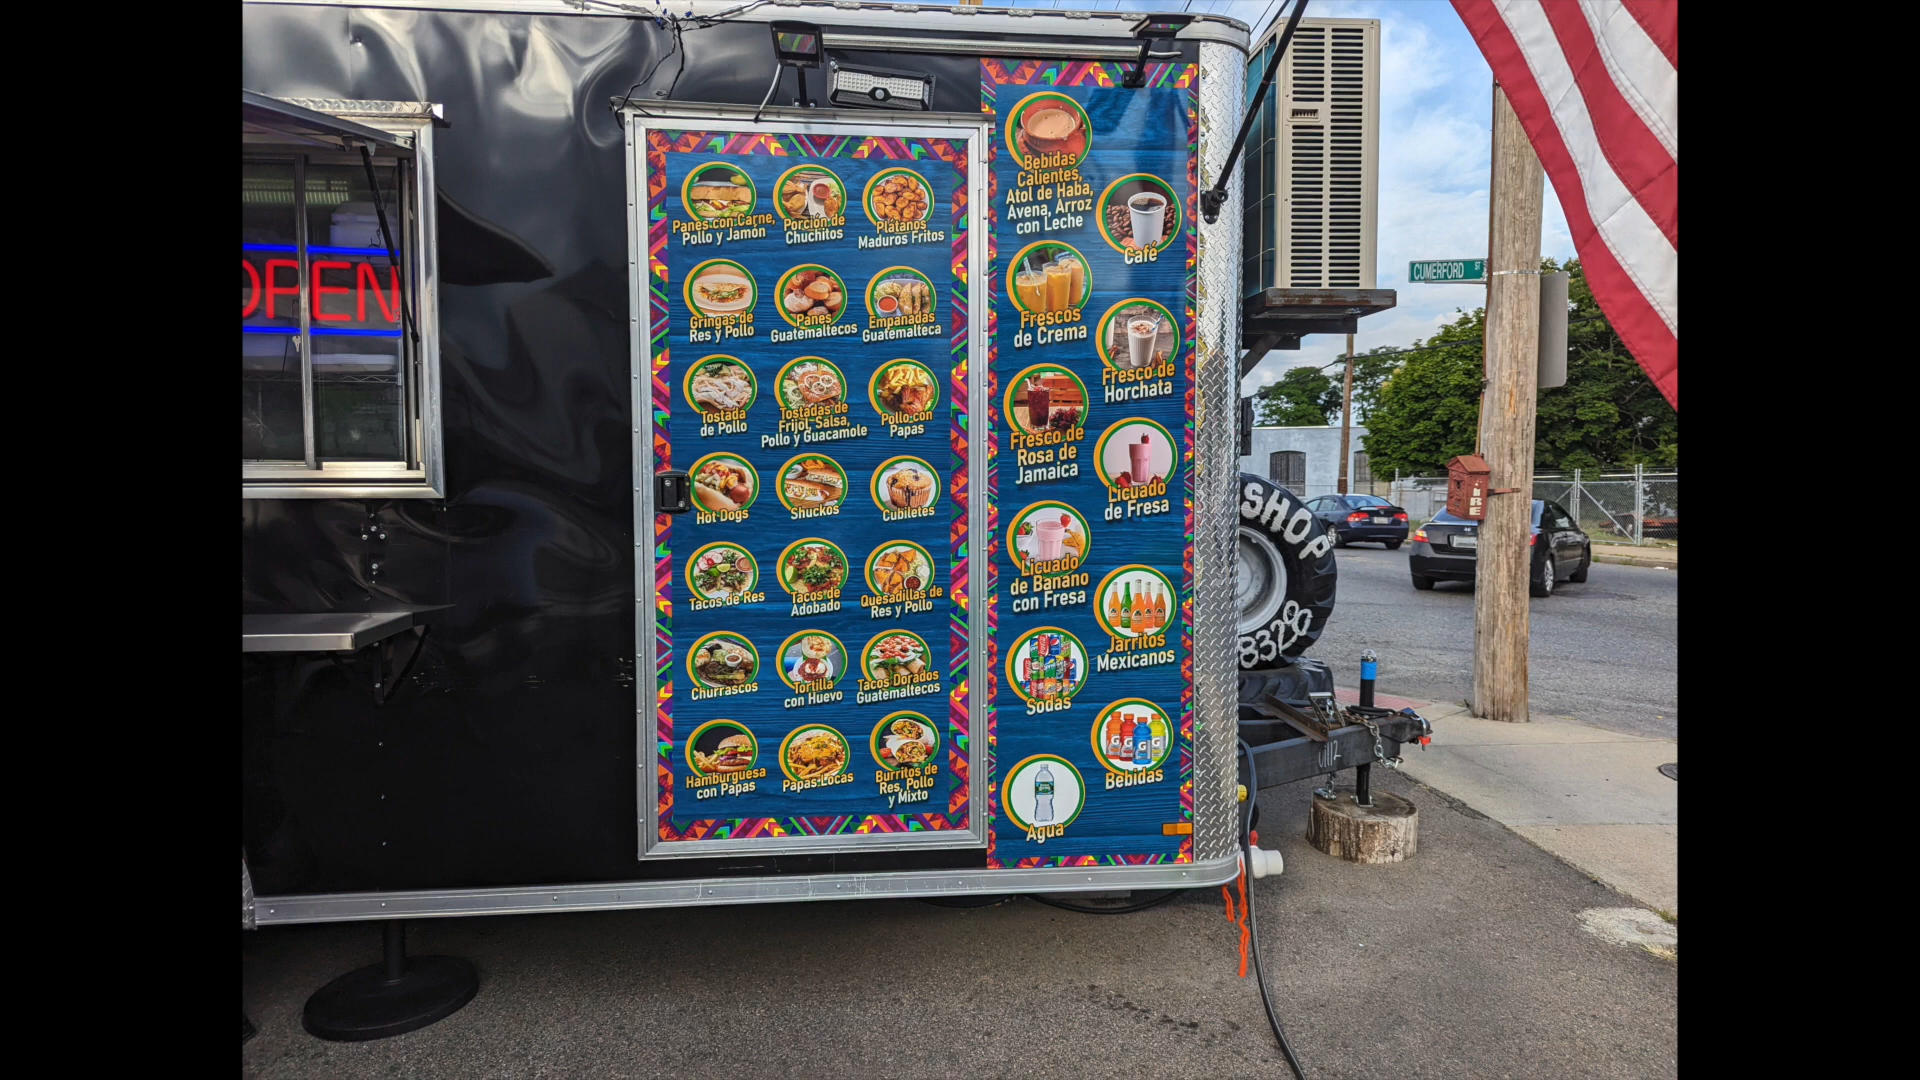 OPEN
Panes con Carne,
Pollo y Jamón
Porción de
Chuchitos
Plátanos
Maduros Fritos
Gringas de
Res y Pollo
Panes
Guatemaltecos
Empanadas
Guatemalteca
Tostada
de Pollo
Tostadas de
Frijol, Salsa,
Pollo y Guacamole
Pollo con
Papas
Hot Dogs
Shuckos
Cubiletes
Tacos de Res
Tacos de
Adobado
Quesadillas de
Res y Pollo
Churrascos
Tortilla
con Huevo
Tacos Dorados
Guatemaltecos
Hamburguesa
con Papas
Papas Locas
Burritos de
Res, Pollo
y Mixto
Bebidas
Calientes,
Atol de Haba,
Avena, Arroz
con Leche
Café
Frescos
de Crema
Fresco de
Horchata
Fresco de
Rosa de
Jamaica
Licuado
de Fresa
Licuado
de Banano
con Fresa
Jarritos
Mexicanos
Sodas
Bebidas
Agua
CUMERFORD ST
FIRE
SHOP
8328